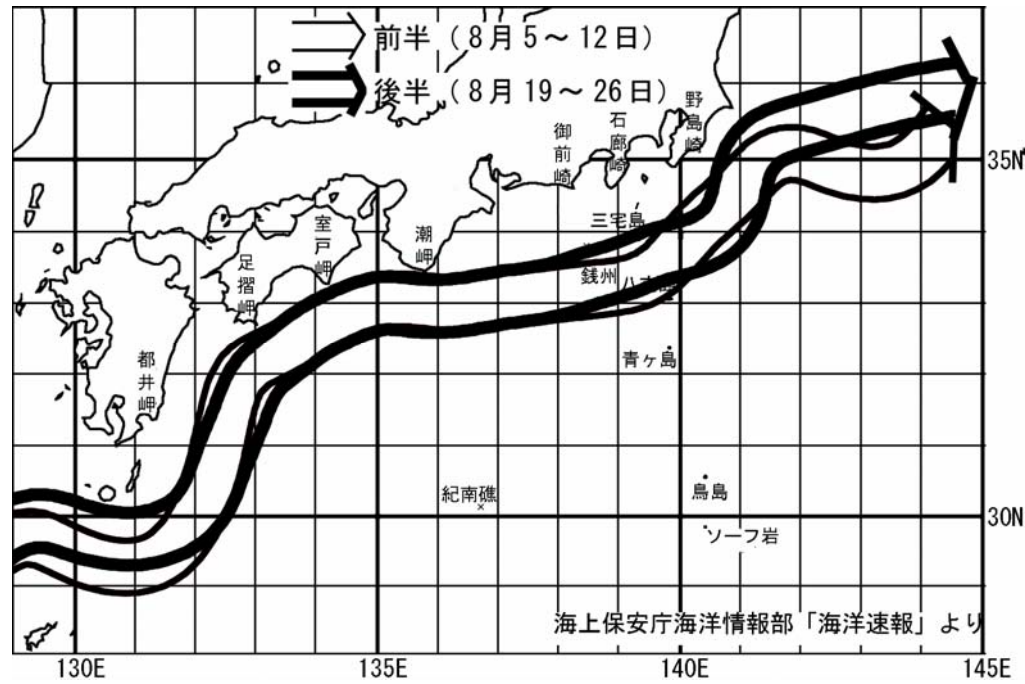 前半（8月5〜12日）
後半（8月19〜26日）
野島崎
石廊崎
御前崎
三宅島
室戸岬
潮岬
足摺岬
銭州
青ヶ島
都井岬
紀南礁
鳥島
ソーフ岩
35N
30N
海上保安庁海洋情報部「海洋速報」より
130E
135E
140E
145E